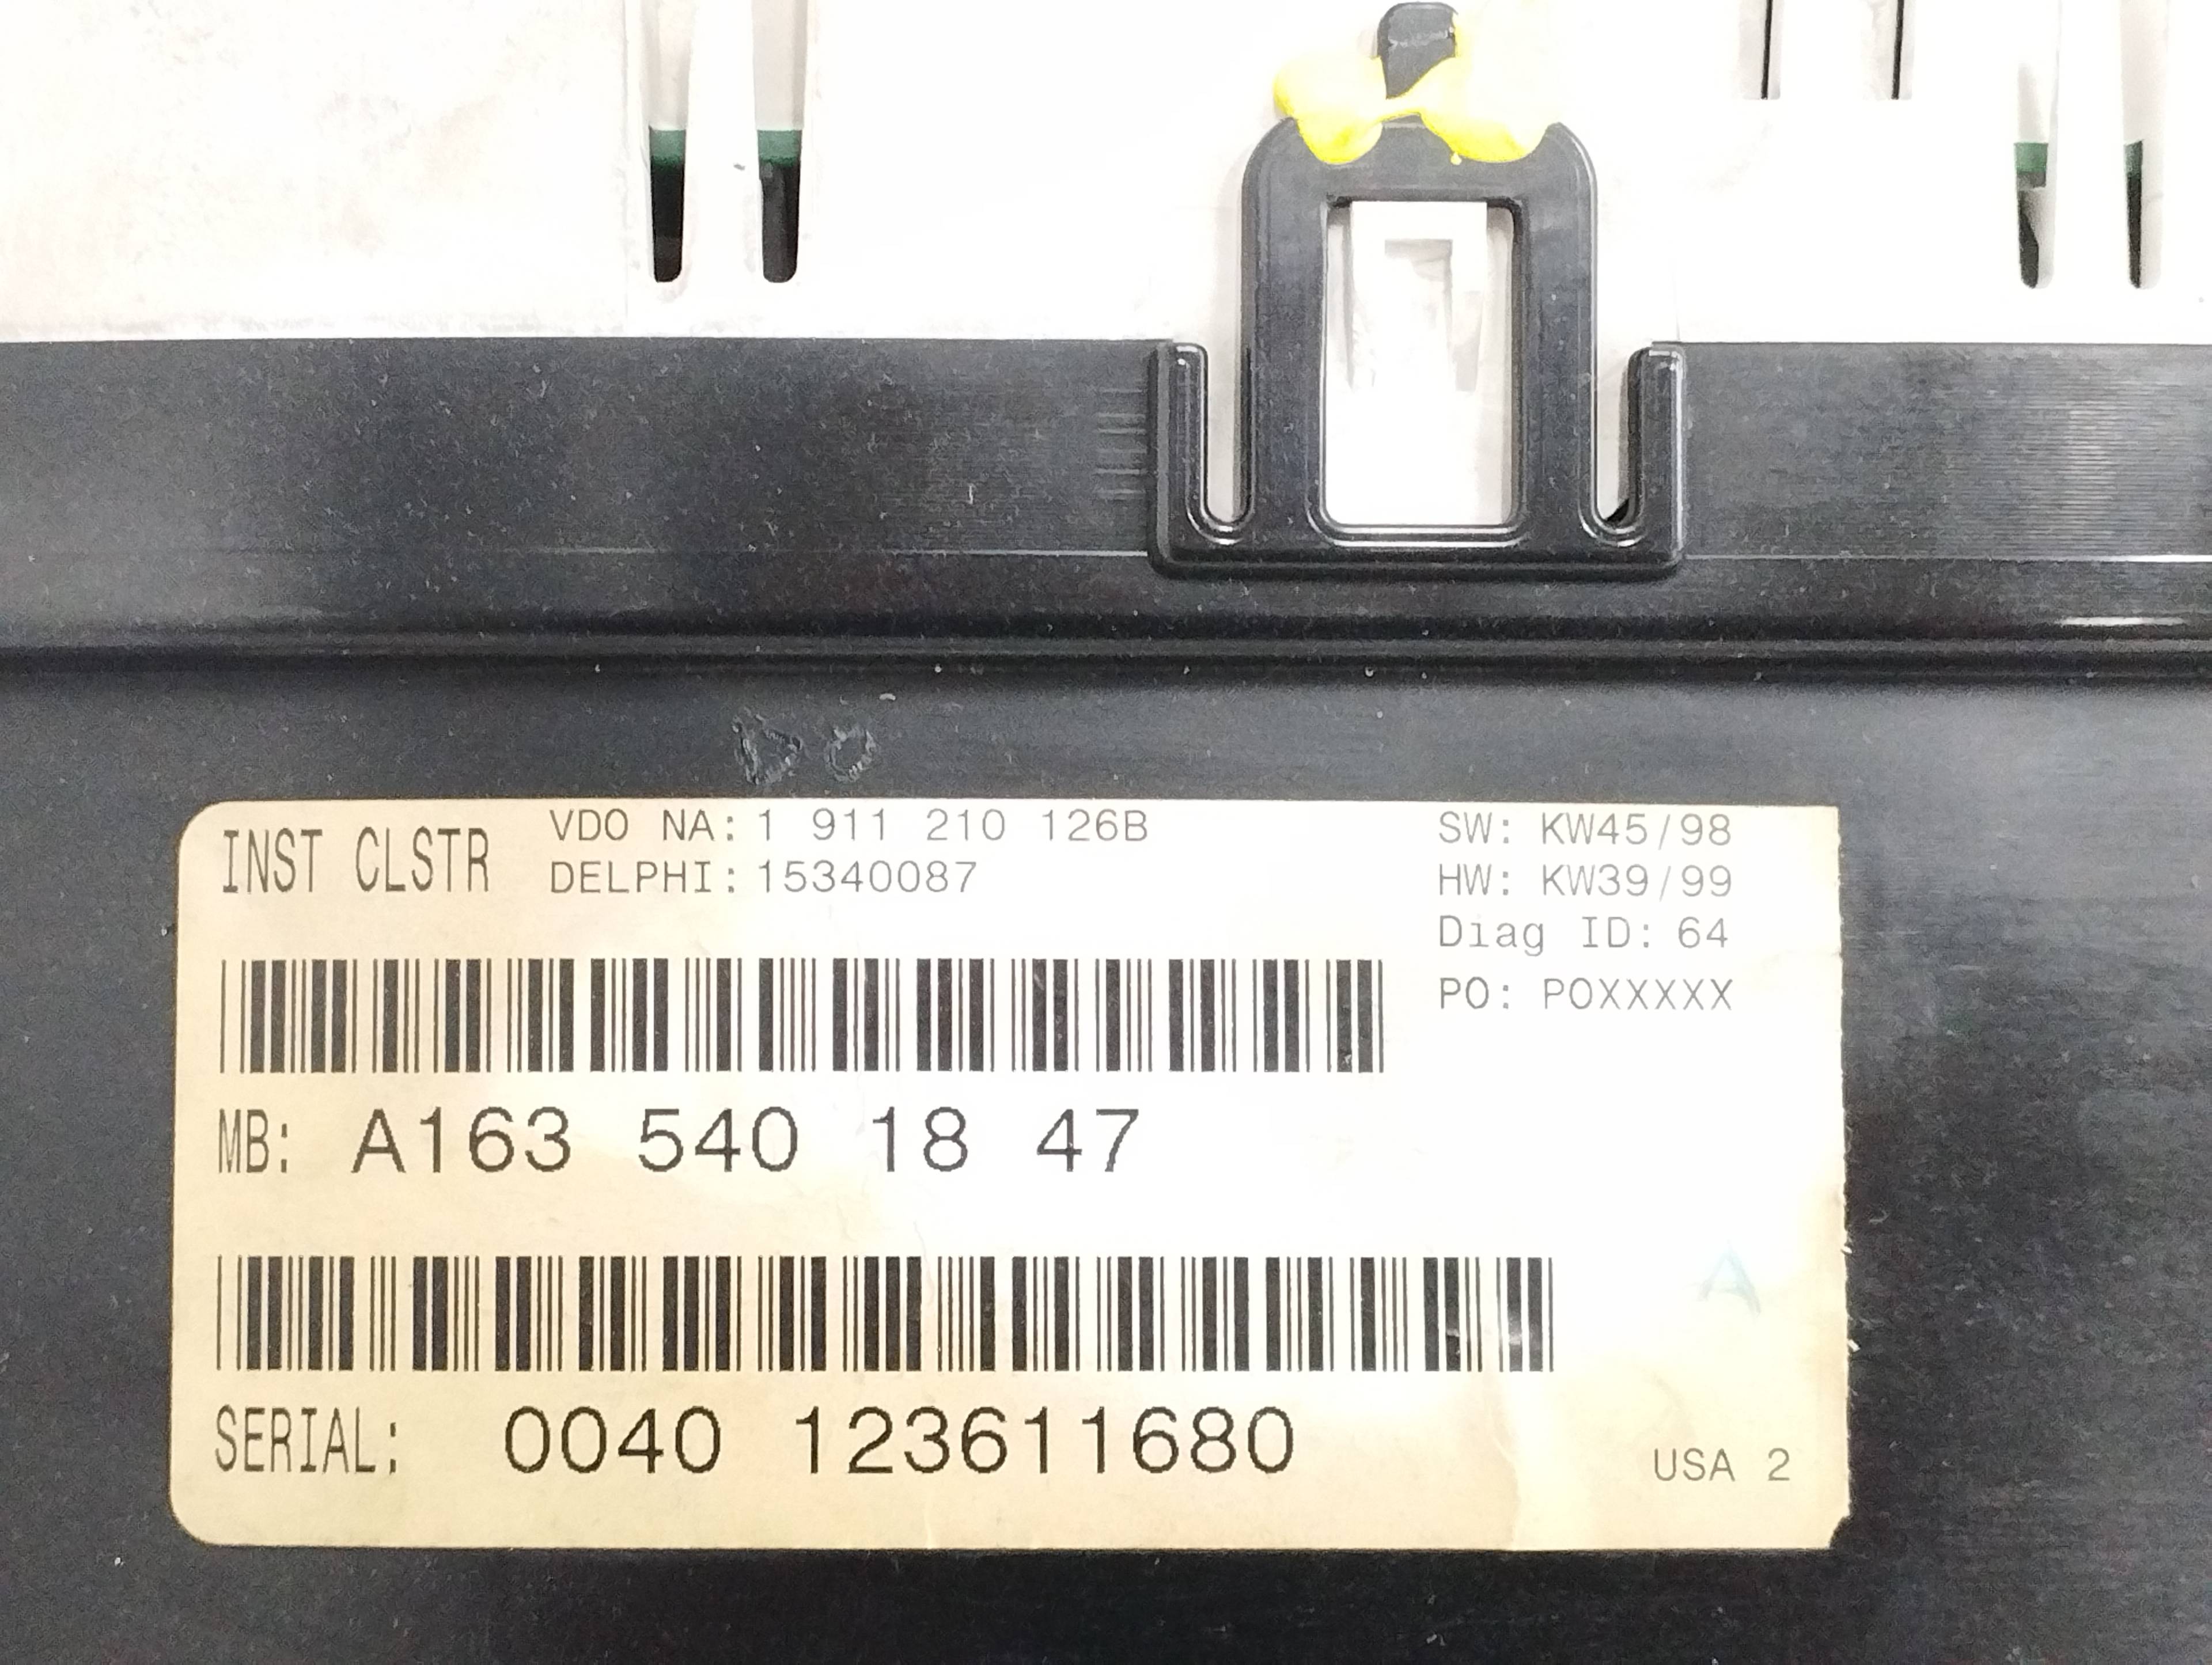 INST CLSTR
VDO NA: 1 911 210 126B
DELPHI: 15340087
SW: KW45/98
HW: KW39/99
Diag ID: 64
PO: POXXXXX
MB: A163 540 18 47
A
SERIAL: 0040 123611680
USA 2